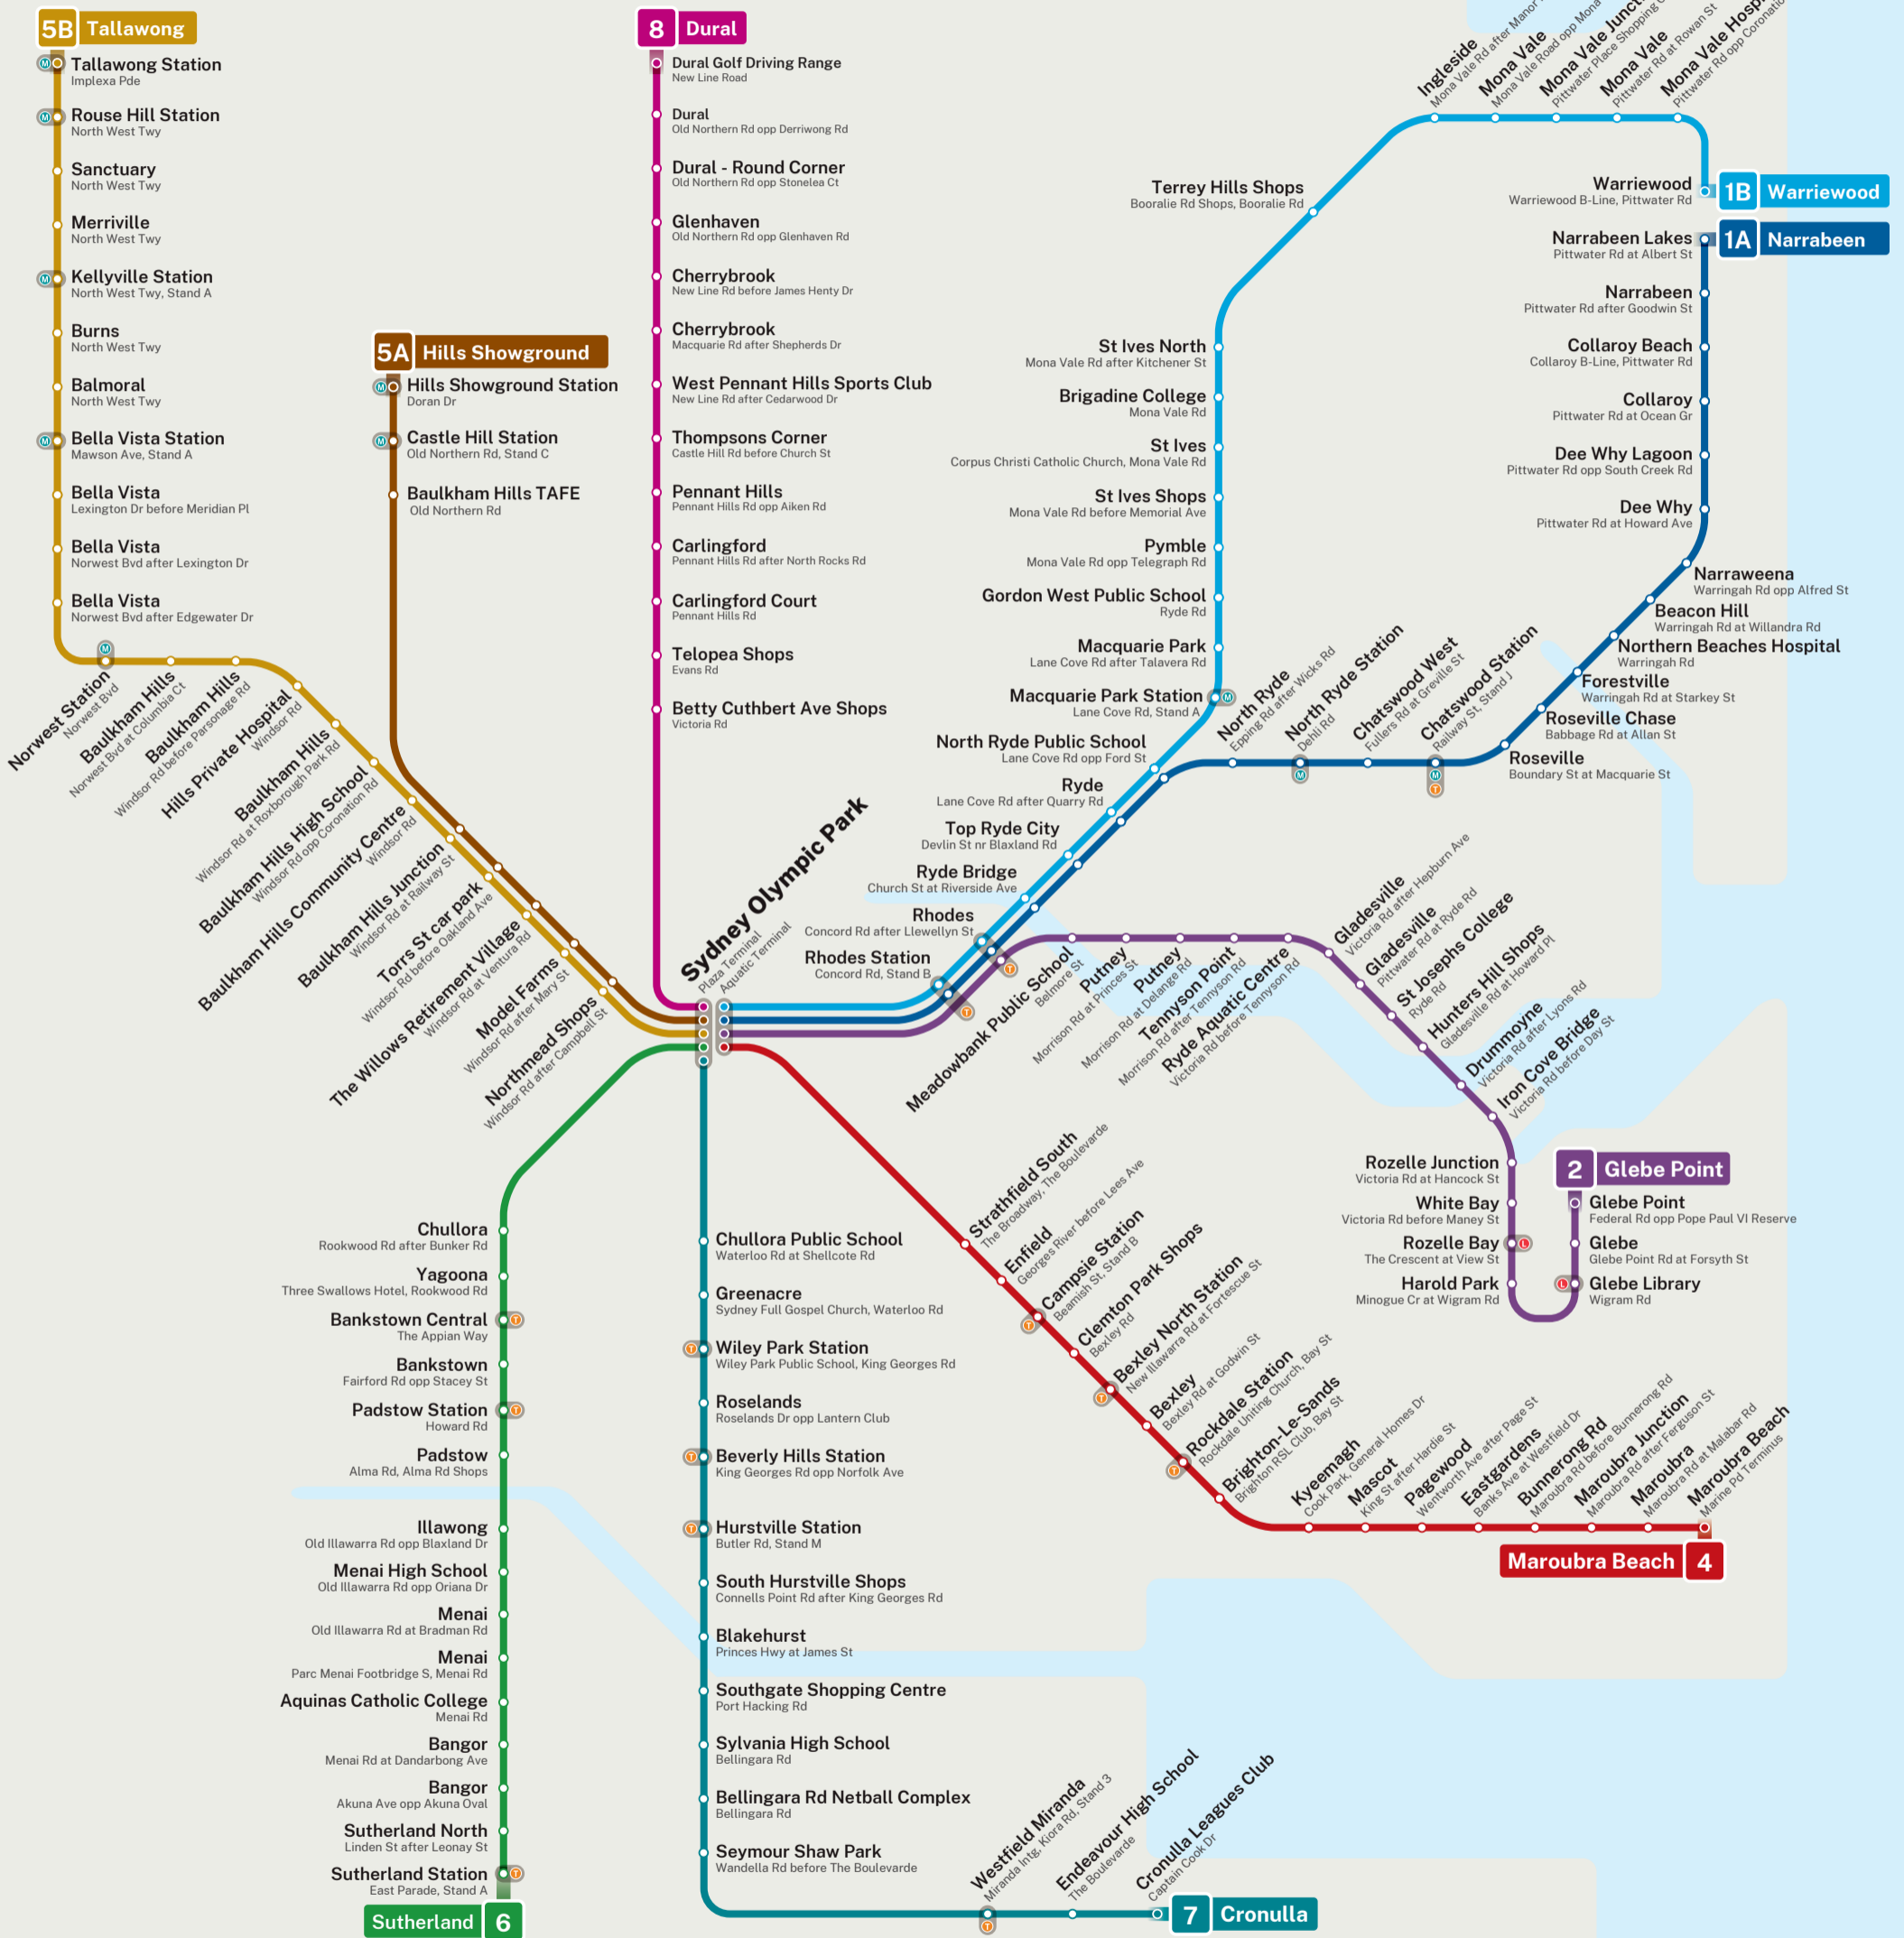 5B Tallawong
Tallawong Station
Implexa Pde
Rouse Hill Station
North West Twy
Sanctuary
North West Twy
Merriville
North West Twy
Kellyville Station
North West Twy, Stand A
Burns
North West Twy
Balmoral
North West Twy
Bella Vista Station
Mawson Ave, Stand A
Bella Vista
Lexington Dr before Meridian Pl
Bella Vista
Norwest Bvd after Lexington Dr
Bella Vista
Norwest Bvd after Edgewater Dr
Norwest Station
Norwest Bvd
Baulkham Hills
Norwest Bvd at Columbia Ct
Baulkham Hills
Windsor Rd before Parsonage Rd
Hills Private Hospital
Windsor Rd
Baulkham Hills
Windsor Rd at Roxborough Park Rd
Baulkham Hills High School
Windsor Rd opp Coronation Rd
Baulkham Hills Community Centre
Windsor Rd
Baulkham Hills Junction
Windsor Rd at Railway St
Torrs St car park
Windsor Rd before Oakland Ave
The Willows Retirement Village
Windsor Rd at Ventura Rd
Model Farms
Windsor Rd after Mary St
Northmead Shops
Windsor Rd after Campbell St
5A Hills Showground
Hills Showground Station
Doran Dr
Castle Hill Station
Old Northern Rd, Stand C
Baulkham Hills TAFE
Old Northern Rd
8 Dural
Dural Golf Driving Range
New Line Road
Dural
Old Northern Rd opp Derriwong Rd
Dural - Round Corner
Old Northern Rd opp Stonelea Ct
Glenhaven
Old Northern Rd opp Glenhaven Rd
Cherrybrook
New Line Rd before James Henty Dr
Cherrybrook
Macquarie Rd after Shepherds Dr
West Pennant Hills Sports Club
New Line Rd after Cedarwood Dr
Thompsons Corner
Castle Hill Rd before Church St
Pennant Hills
Pennant Hills Rd opp Aiken Rd
Carlingford
Pennant Hills Rd after North Rocks Rd
Carlingford Court
Pennant Hills Rd
Telopea Shops
Evans Rd
Betty Cuthbert Ave Shops
Victoria Rd
Sydney Olympic Park
Plaza Terminal
Aquatic Terminal
Ingleside
Mona Vale Rd after Manor
Mona Vale
Mona Vale Road opp Mona
Mona Vale
Pittwater Place Shopping
Mona Vale
Pittwater Rd at Rowan St
Mona Vale
Pittwater Rd opp
1B Warriewood
Warriewood
Warriewood B-Line, Pittwater Rd
Terrey Hills Shops
Booralie Rd Shops, Booralie Rd
St Ives North
Mona Vale Rd after Kitchener St
Brigadine College
Mona Vale Rd
St Ives
Corpus Christi Catholic Church, Mona Vale Rd
St Ives Shops
Mona Vale Rd before Memorial Ave
Pymble
Mona Vale Rd opp Telegraph Rd
Gordon West Public School
Ryde Rd
Macquarie Park
Lane Cove Rd after Talavera Rd
Macquarie Park Station
Lane Cove Rd, Stand A
North Ryde Public School
Lane Cove Rd opp Ford St
Ryde
Lane Cove Rd after Quarry Rd
Top Ryde City
Devlin St nr Blaxland Rd
Ryde Bridge
Church St at Riverside Ave
Rhodes
Concord Rd after Llewellyn St
Rhodes Station
Concord Rd, Stand B
1A Narrabeen
Narrabeen Lakes
Pittwater Rd at Albert St
Narrabeen
Pittwater Rd after Goodwin St
Collaroy Beach
Collaroy B-Line, Pittwater Rd
Collaroy
Pittwater Rd at Ocean Gr
Dee Why Lagoon
Pittwater Rd opp South Creek Rd
Dee Why
Pittwater Rd at Howard Ave
Narraweena
Warringah Rd opp Alfred St
Beacon Hill
Warringah Rd at Willandra Rd
Northern Beaches Hospital
Warringah Rd
Forestville
Warringah Rd at Starkey St
Roseville Chase
Babbage Rd at Allan St
Roseville
Boundary St at Macquarie St
Chatswood Station
Railway St, Stand J
Chatswood West
Fullers Rd at Greville St
North Ryde Station
Dehli Rd
North Ryde
Epping Rd after Wicks Rd
Meadowbank Public School
Belmore St
Putney
Morrison Rd at Princes St
Putney
Morrison Rd at Delange Rd
Tennyson Point
Morrison Rd after Tennyson Rd
Ryde Aquatic Centre
Victoria Rd before Tennyson Rd
Gladesville
Victoria Rd after Hepburn Ave
Gladesville
Pittwater Rd at Ryde Rd
St Josephs College
Ryde Rd
Hunters Hill Shops
Gladesville Rd at Howard Pl
Drummoyne
Victoria Rd after Lyons Rd
Iron Cove Bridge
Victoria Rd before Day St
Rozelle Junction
Victoria Rd at Hancock St
White Bay
Victoria Rd before Maney St
Rozelle Bay
The Crescent at View St
Harold Park
Minogue Cr at Wigram Rd
2 Glebe Point
Glebe Point
Federal Rd opp Pope Paul VI Reserve
Glebe
Glebe Point Rd at Forsyth St
Glebe Library
Wigram Rd
Strathfield South
The Broadway, The Boulevarde
Enfield
Georges River before Lees Ave
Campsie Station
Beamish St, Stand B
Clemton Park Shops
Bexley Rd
Bexley North Station
New Illawarra Rd at Fortescue St
Bexley
Bexley Rd at Godwin St
Rockdale Station
Rockdale Uniting Church, Bay St
Brighton-Le-Sands
Brighton RSL Club, Bay St
Kyeemagh
Cook Park, General Homes Dr
Mascot
King St after Hardie St
Pagewood
Wentworth Ave after Page St
Eastgardens
Banks Ave at Westfield Dr
Bunnerong Rd
Maroubra Rd before Bunnerong Rd
Maroubra Junction
Maroubra Rd after Ferguson St
Maroubra
Maroubra Rd at Malabar Rd
Maroubra Beach
Marine Pd Terminus
Maroubra Beach 4
Chullora
Rookwood Rd after Bunker Rd
Yagoona
Three Swallows Hotel, Rookwood Rd
Bankstown Central
The Appian Way
Bankstown
Fairford Rd opp Stacey St
Padstow Station
Howard Rd
Padstow
Alma Rd, Alma Rd Shops
Illawong
Old Illawarra Rd opp Blaxland Dr
Menai High School
Old Illawarra Rd opp Oriana Dr
Menai
Old Illawarra Rd at Bradman Rd
Menai
Parc Menai Footbridge S, Menai Rd
Aquinas Catholic College
Menai Rd
Bangor
Menai Rd at Dandarbong Ave
Bangor
Akuna Ave opp Akuna Oval
Sutherland North
Linden St after Leonay St
Sutherland Station
East Parade, Stand A
Sutherland 6
Chullora Public School
Waterloo Rd at Shellcote Rd
Greenacre
Sydney Full Gospel Church, Waterloo Rd
Wiley Park Station
Wiley Park Public School, King Georges Rd
Roselands
Roselands Dr opp Lantern Club
Beverly Hills Station
King Georges Rd opp Norfolk Ave
Hurstville Station
Butler Rd, Stand M
South Hurstville Shops
Connells Point Rd after King Georges Rd
Blakehurst
Princes Hwy at James St
Southgate Shopping Centre
Port Hacking Rd
Sylvania High School
Bellingara Rd
Bellingara Rd Netball Complex
Bellingara Rd
Seymour Shaw Park
Wandella Rd before The Boulevarde
Westfield Miranda
Miranda Intg, Kiora Rd, Stand 3
Endeavour High School
The Boulevarde
Cronulla Leagues Club
Captain Cook Dr
7 Cronulla